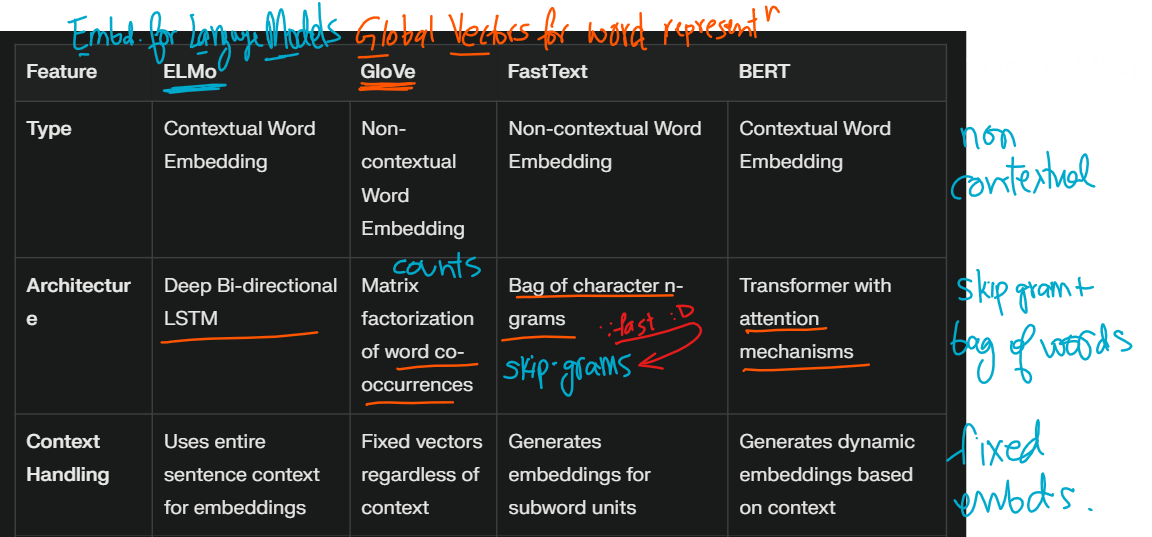 Embd. for Langage Models Global Vectors for word representⁿ
Feature ELMo GloVe FastText BERT
Type Contextual Word Embedding Non-contextual Word Embedding Non-contextual Word Embedding Contextual Word Embedding non contextual
counts
Architecture Deep Bi-directional LSTM Matrix factorization of word co-occurrences Bag of character n-grams Transformer with attention mechanisms skip gram + bag of words
∵ fast :D
skip-grams
Context Handling Uses entire sentence context for embeddings Fixed vectors regardless of context Generates embeddings for subword units Generates dynamic embeddings based on context fixed embds.